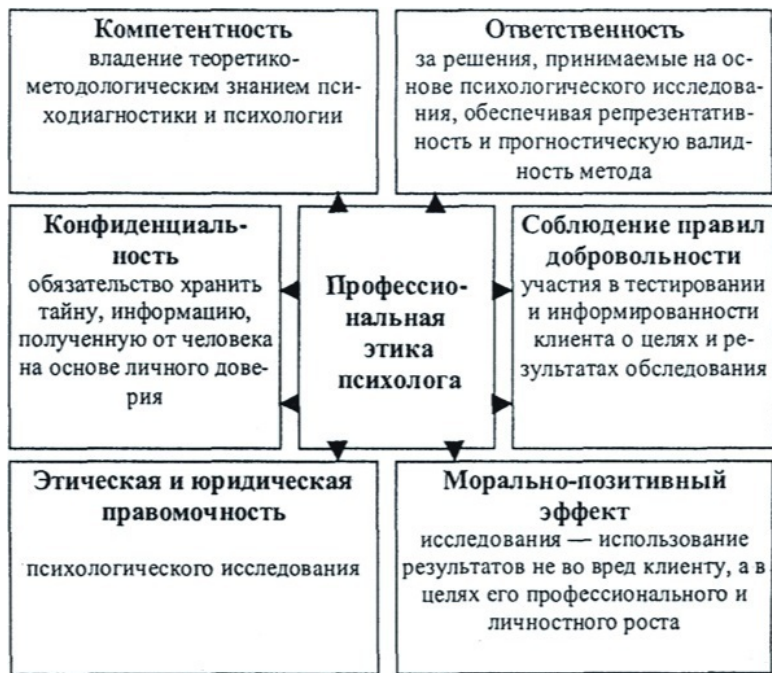 Компетентность
владение теоретико-
методологическим знанием пси-
ходиагностики и психологии
Ответственность
за решения, принимаемые на ос-
нове психологического исследова-
ния, обеспечивая репрезентатив-
ность и прогностическую валид-
ность метода
Конфиденциаль-
ность
обязательство хранить
тайну, информацию,
полученную от человека
на основе личного дове-
рия
Профессио-
нальная
этика
психолога
Соблюдение правил
добровольности
участия в тестировании
и информированности
клиента о целях и ре-
зультатах обследования
Этическая и юридическая
правомочность
психологического исследования
Морально-позитивный
эффект
исследования — использование
результатов не во вред клиенту, а в
целях его профессионального и
личностного роста